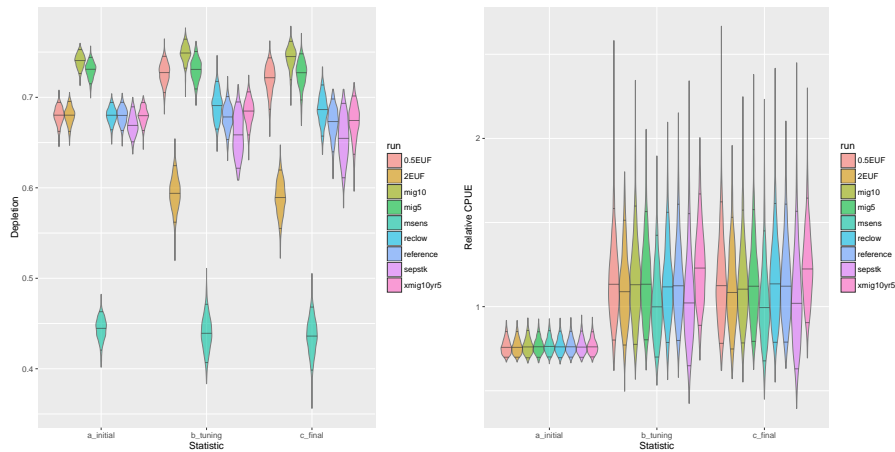 0.7
0.6
0.5
0.4
Depletion
a_initial
b_tuning
c_final
Statistic
run
0.5EUF
2EUF
mig10
mig5
msens
reclow
reference
sepstk
xmig10yr5
2
1
Relative CPUE
a_initial
b_tuning
c_final
Statistic
run
0.5EUF
2EUF
mig10
mig5
msens
reclow
reference
sepstk
xmig10yr5